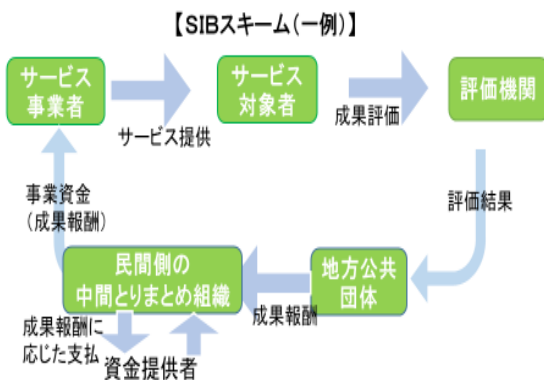 【SIBスキーム(一例)】
サービス
事業者
サービス
対象者
評価機関
サービス提供
成果評価
事業資金
(成果報酬)
評価結果
民間側の
中間とりまとめ組織
地方公共
団体
成果報酬
成果報酬に
応じた支払
資金提供者